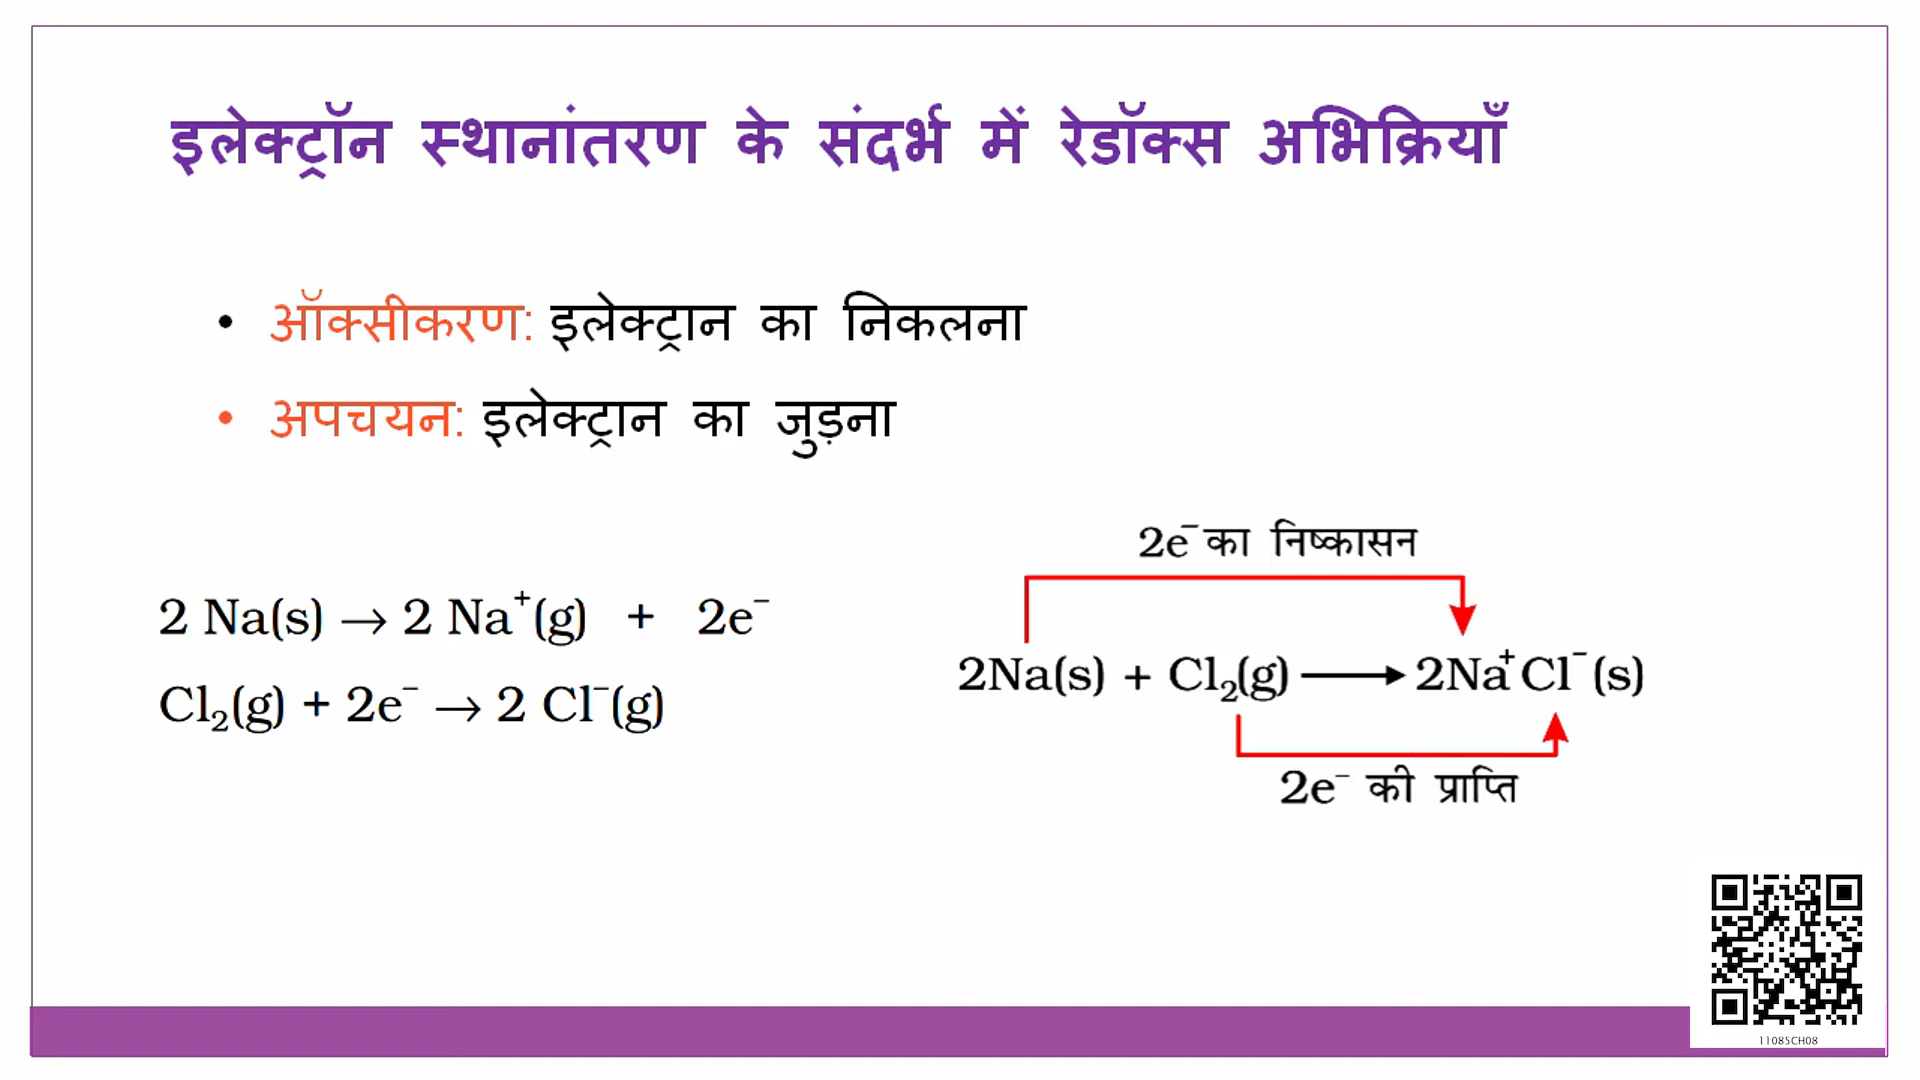 इलेक्ट्रॉन स्थानांतरण के संदर्भ में रेडॉक्स अभिक्रियाँ
• ऑक्सीकरण: इलेक्ट्रान का निकलना
• अपचयन: इलेक्ट्रान का जुड़ना
2 Na(s) → 2 Na⁺(g) + 2e⁻
Cl₂(g) + 2e⁻ → 2 Cl⁻(g)
2e⁻ का निष्कासन
2Na(s) + Cl₂(g) ⟶ 2Na⁺Cl⁻(s)
2e⁻ की प्राप्ति
11085CH08